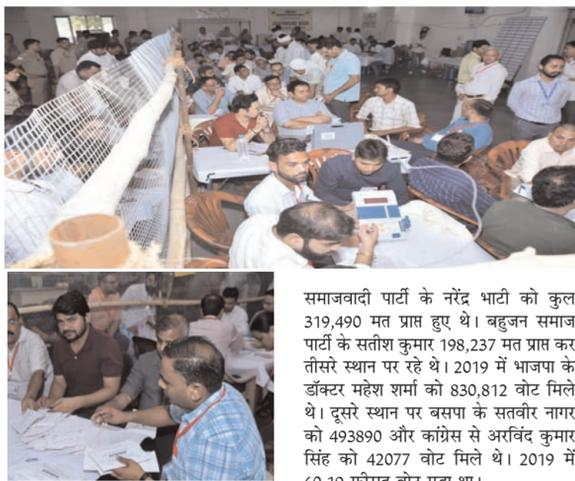 समाजवादी पार्टी के नरेंद्र भाटी को कुल
319,490 मत प्राप्त हुए थे। बहुजन समाज
पार्टी के सतीश कुमार 198,237 मत प्राप्त कर
तीसरे स्थान पर रहे थे। 2019 में भाजपा के
डॉक्टर महेश शर्मा को 830,812 वोट मिले
थे। दूसरे स्थान पर बसपा के सतवीर नागर
को 493890 और कांग्रेस से अरविंद कुमार
सिंह को 42077 वोट मिले थे। 2019 में